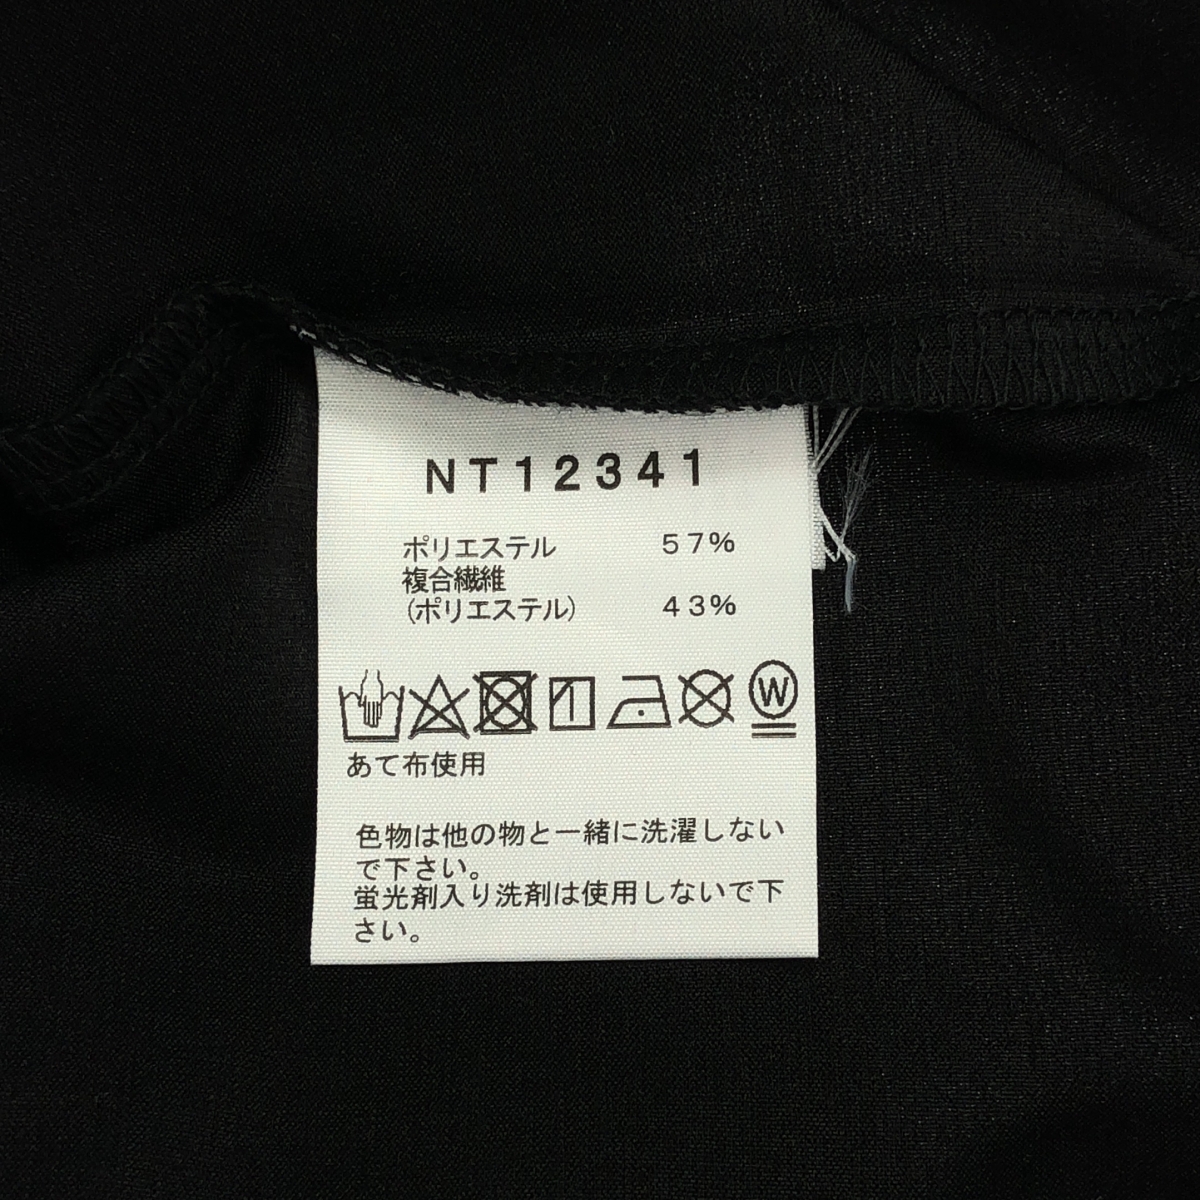 NT12341
ポリエステル 57%
複合繊維
(ポリエステル) 43%
W
あて布使用
色物は他の物と一緒に洗濯しない
で下さい。
蛍光剤入り洗剤は使用しないで下
さい。